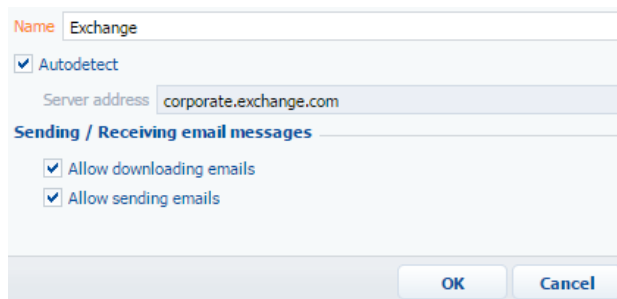 Name Exchange
Autodetect
Server address corporate.exchange.com
Sending / Receiving email messages
Allow downloading emails
Allow sending emails
OK Cancel